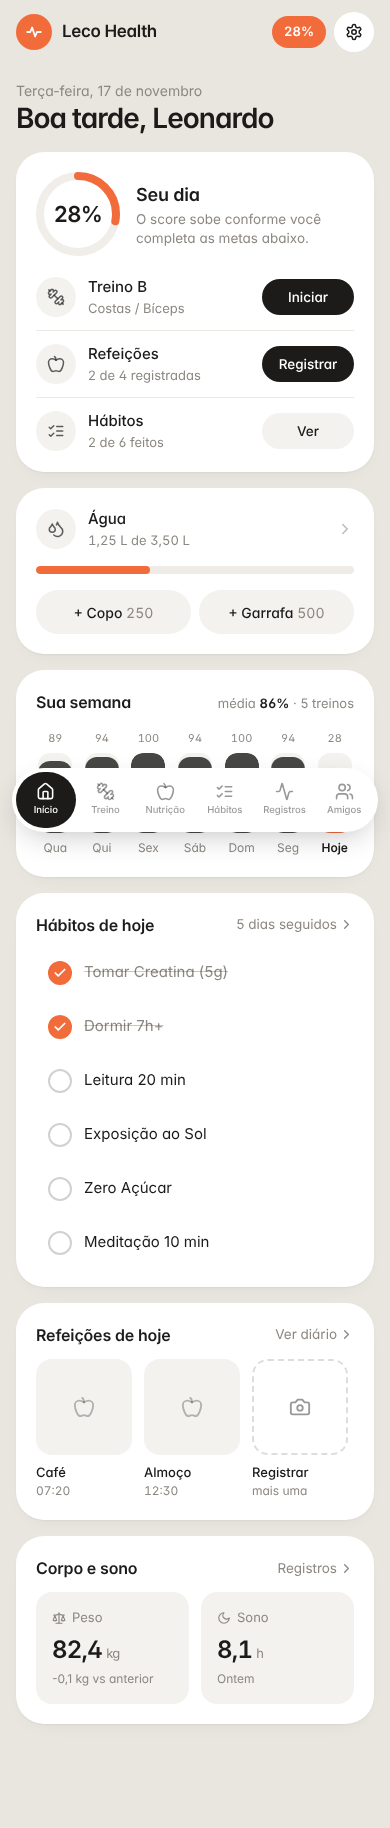 Leco Health
28%
Terça-feira, 17 de novembro
Boa tarde, Leonardo
28%
Seu dia
O score sobe conforme você
completa as metas abaixo.
Treino B
Costas / Bíceps
Iniciar
Refeições
2 de 4 registradas
Registrar
Hábitos
2 de 6 feitos
Ver
Água
1,25 L de 3,50 L
+ Copo 250
+ Garrafa 500
Sua semana
média 86% · 5 treinos
89 94 100 94 100 94 28
Início Treino Nutrição Hábitos Registros Amigos
Qua Qui Sex Sáb Dom Seg Hoje
Hábitos de hoje
5 dias seguidos
Tomar Creatina (5g)
Dormir 7h+
Leitura 20 min
Exposição ao Sol
Zero Açúcar
Meditação 10 min
Refeições de hoje
Ver diário
Café
07:20
Almoço
12:30
Registrar
mais uma
Corpo e sono
Registros
Peso
82,4 kg
-0,1 kg vs anterior
Sono
8,1 h
Ontem